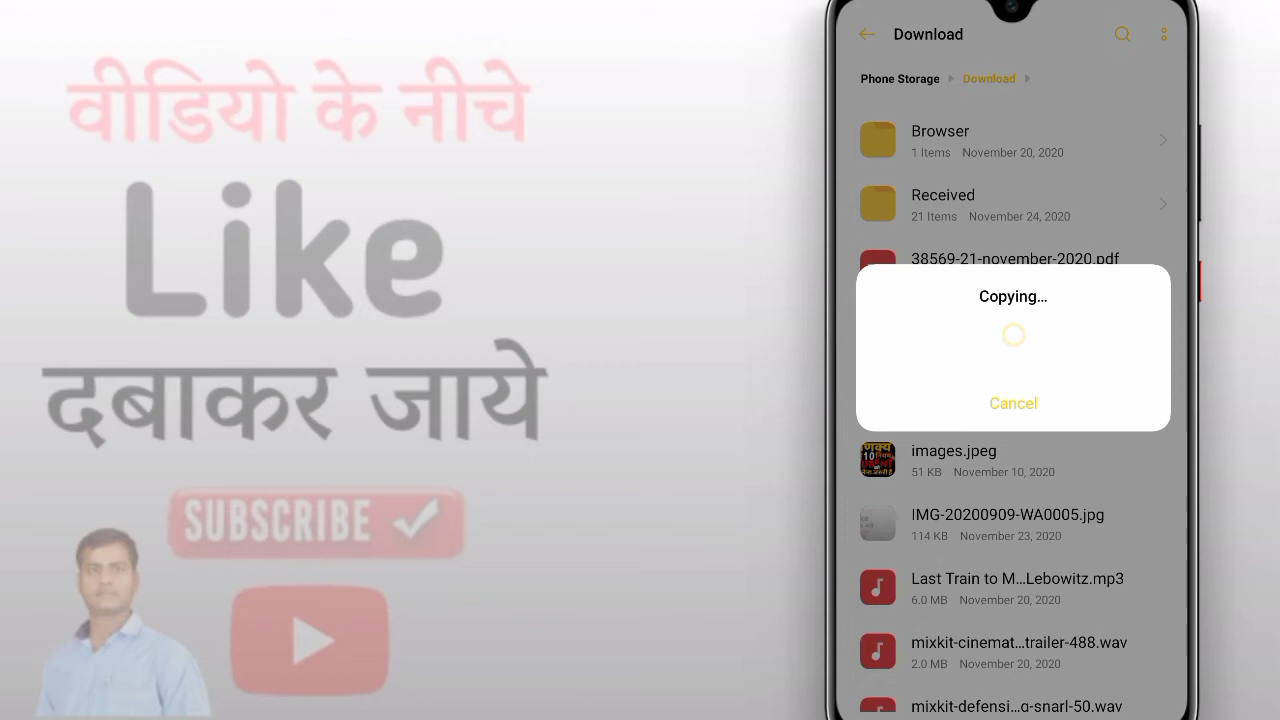 वीडियो के नीचे
Like
दबाकर जाये
SUBSCRIBE
Download
Phone Storage Download
Browser
1 Items November 20, 2020
Received
21 Items November 24, 2020
38569-21-november-2020.pdf
Copying...
Cancel
images.jpeg
51 KB November 10, 2020
IMG-20200909-WA0005.jpg
114 KB November 23, 2020
Last Train to M...Lebowitz.mp3
6.0 MB November 20, 2020
mixkit-cinemat...trailer-488.wav
2.0 MB November 20, 2020
mixkit-defensi...g-snarl-50.wav